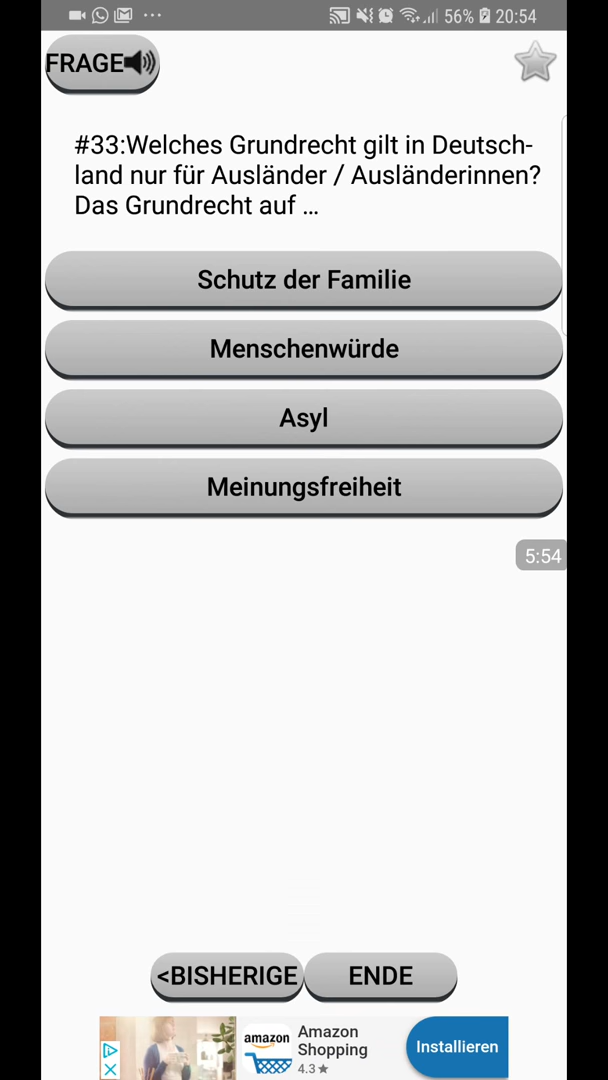 56% 20:54
FRAGE
#33:Welches Grundrecht gilt in Deutsch-
land nur für Ausländer / Ausländerinnen?
Das Grundrecht auf ...
Schutz der Familie
Menschenwürde
Asyl
Meinungsfreiheit
5:54
<BISHERIGE
ENDE
amazon
Amazon
Shopping
4.3★
Installieren